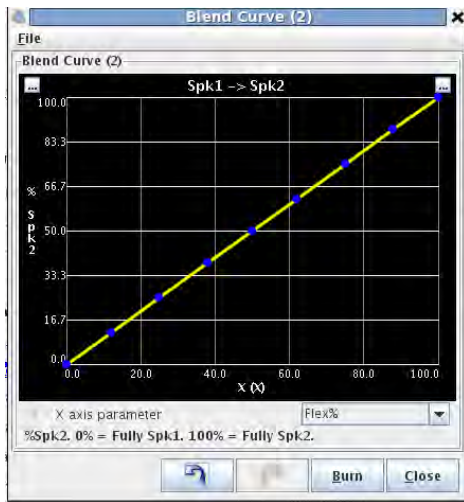 Blend Curve (2)
File
Blend Curve (2)
... Spk1 -> Spk2 ...
100.0
83.3
66.7
50.0
33.3
16.7
0.0
% Spk2
0.0 20.0 40.0 60.0 80.0 100.0
X (X)
X axis parameter Flex%
%Spk2. 0% = Fully Spk1. 100% = Fully Spk2.
Burn Close